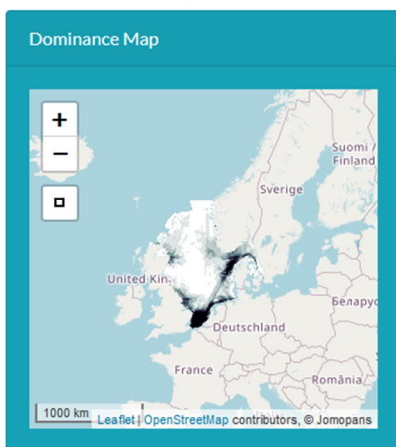 Dominance Map
+
−
Suomi /
Finland
Sverige
United Kin
Беларус
Deutschland
France
România
1000 km
Leaflet | OpenStreetMap contributors, © Jomopans